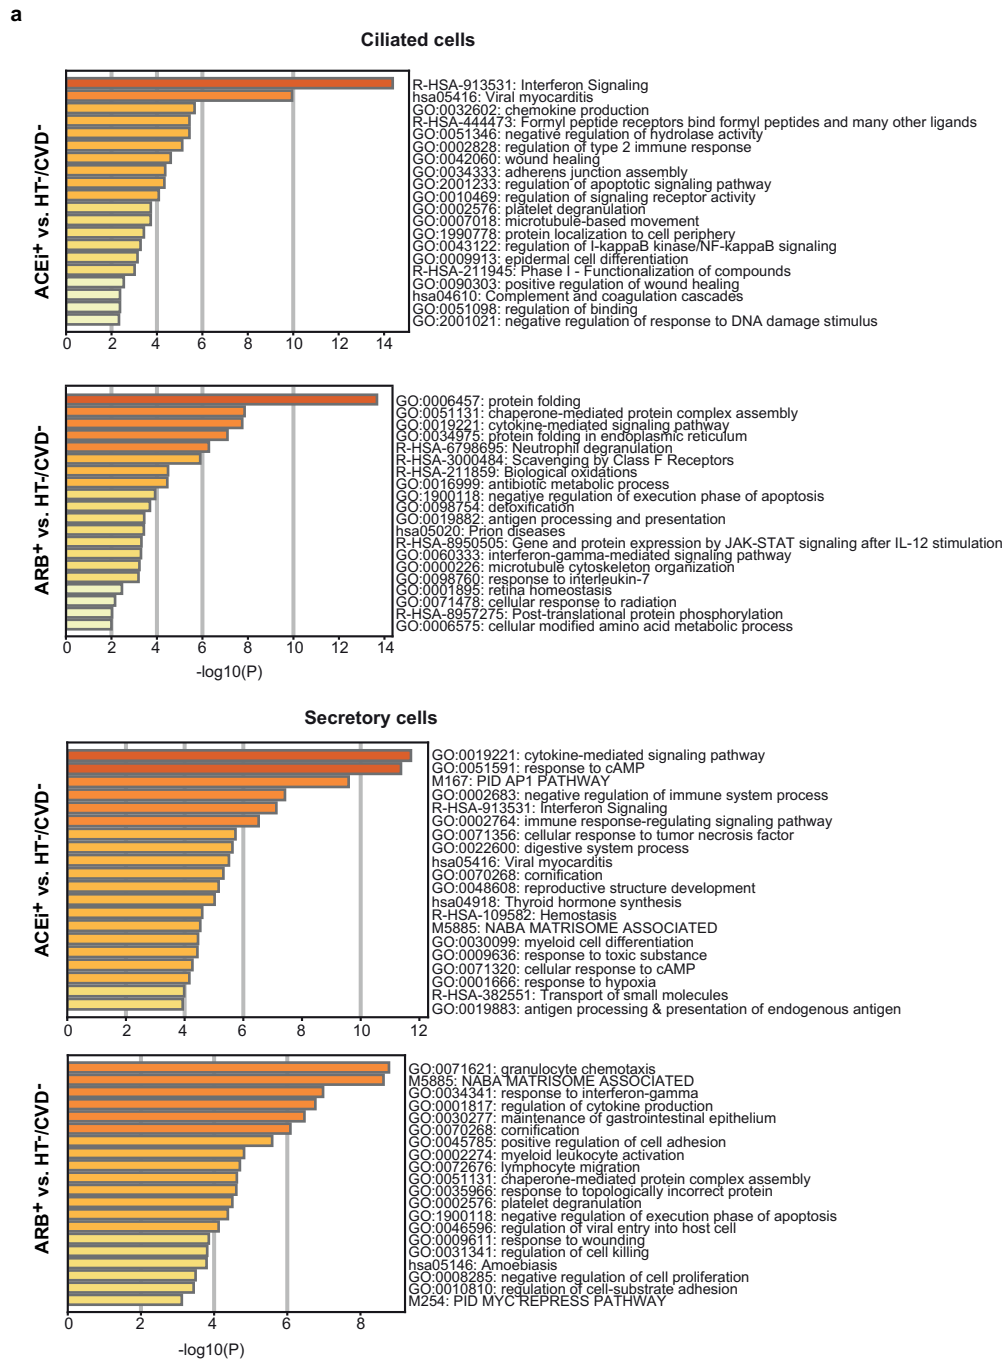 a
Ciliated cells
ACEi+ vs. HT-/CVD-
R-HSA-913531: Interferon Signaling
hsa05416: Viral myocarditis
GO:0032602: chemokine production
R-HSA-444473: Formyl peptide receptors bind formyl peptides and many other ligands
GO:0051346: negative regulation of hydrolase activity
GO:0002828: regulation of type 2 immune response
GO:0042060: wound healing
GO:0034333: adherens junction assembly
GO:2001233: regulation of apoptotic signaling pathway
GO:0010469: regulation of signaling receptor activity
GO:0002576: platelet degranulation
GO:0007018: microtubule-based movement
GO:1990778: protein localization to cell periphery
GO:0043122: regulation of I-kappaB kinase/NF-kappaB signaling
GO:0009913: epidermal cell differentiation
R-HSA-211945: Phase I - Functionalization of compounds
GO:0090303: positive regulation of wound healing
hsa04610: Complement and coagulation cascades
GO:0051098: regulation of binding
GO:2001021: negative regulation of response to DNA damage stimulus
0 2 4 6 8 10 12 14
ARB+ vs. HT-/CVD-
GO:0006457: protein folding
GO:0051131: chaperone-mediated protein complex assembly
GO:0019221: cytokine-mediated signaling pathway
GO:0034975: protein folding in endoplasmic reticulum
R-HSA-6798695: Neutrophil degranulation
R-HSA-3000484: Scavenging by Class F Receptors
R-HSA-211859: Biological oxidations
GO:0016999: antibiotic metabolic process
GO:1900118: negative regulation of execution phase of apoptosis
GO:0098754: detoxification
GO:0019882: antigen processing and presentation
hsa05020: Prion diseases
R-HSA-8950505: Gene and protein expression by JAK-STAT signaling after IL-12 stimulation
GO:0060333: interferon-gamma-mediated signaling pathway
GO:0000226: microtubule cytoskeleton organization
GO:0098760: response to interleukin-7
GO:0001895: retina homeostasis
GO:0071478: cellular response to radiation
R-HSA-8957275: Post-translational protein phosphorylation
GO:0006575: cellular modified amino acid metabolic process
0 2 4 6 8 10 12 14
-log10(P)
Secretory cells
ACEi+ vs. HT-/CVD-
GO:0019221: cytokine-mediated signaling pathway
GO:0051591: response to cAMP
M167: PID AP1 PATHWAY
GO:0002683: negative regulation of immune system process
R-HSA-913531: Interferon Signaling
GO:0002764: immune response-regulating signaling pathway
GO:0071356: cellular response to tumor necrosis factor
GO:0022600: digestive system process
hsa05416: Viral myocarditis
GO:0070268: cornification
GO:0048608: reproductive structure development
hsa04918: Thyroid hormone synthesis
R-HSA-109582: Hemostasis
M5885: NABA MATRISOME ASSOCIATED
GO:0030099: myeloid cell differentiation
GO:0009636: response to toxic substance
GO:0071320: cellular response to cAMP
GO:0001666: response to hypoxia
R-HSA-382551: Transport of small molecules
GO:0019883: antigen processing & presentation of endogenous antigen
0 2 4 6 8 10 12
ARB+ vs. HT-/CVD-
GO:0071621: granulocyte chemotaxis
M5885: NABA MATRISOME ASSOCIATED
GO:0034341: response to interferon-gamma
GO:0001817: regulation of cytokine production
GO:0030277: maintenance of gastrointestinal epithelium
GO:0070268: cornification
GO:0045785: positive regulation of cell adhesion
GO:0002274: myeloid leukocyte activation
GO:0072676: lymphocyte migration
GO:0051131: chaperone-mediated protein complex assembly
GO:0035966: response to topologically incorrect protein
GO:0002576: platelet degranulation
GO:1900118: negative regulation of execution phase of apoptosis
GO:0046596: regulation of viral entry into host cell
GO:0009611: response to wounding
GO:0031341: regulation of cell killing
hsa05146: Amoebiasis
GO:0008285: negative regulation of cell proliferation
GO:0010810: regulation of cell-substrate adhesion
M254: PID MYC REPRESS PATHWAY
0 2 4 6 8
-log10(P)